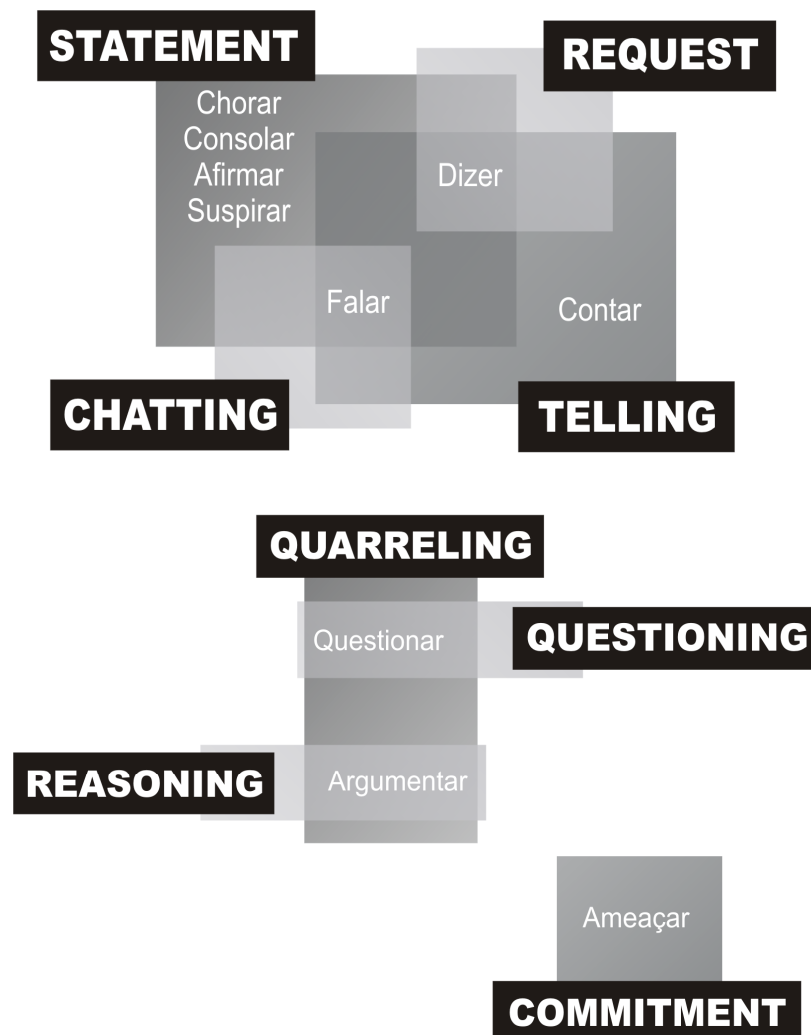 STATEMENT
REQUEST
Chorar
Consolar
Afirmar
Suspirar
Dizer
Falar
Contar
CHATTING
TELLING
QUARRELING
Questionar
QUESTIONING
REASONING
Argumentar
Ameaçar
COMMITMENT